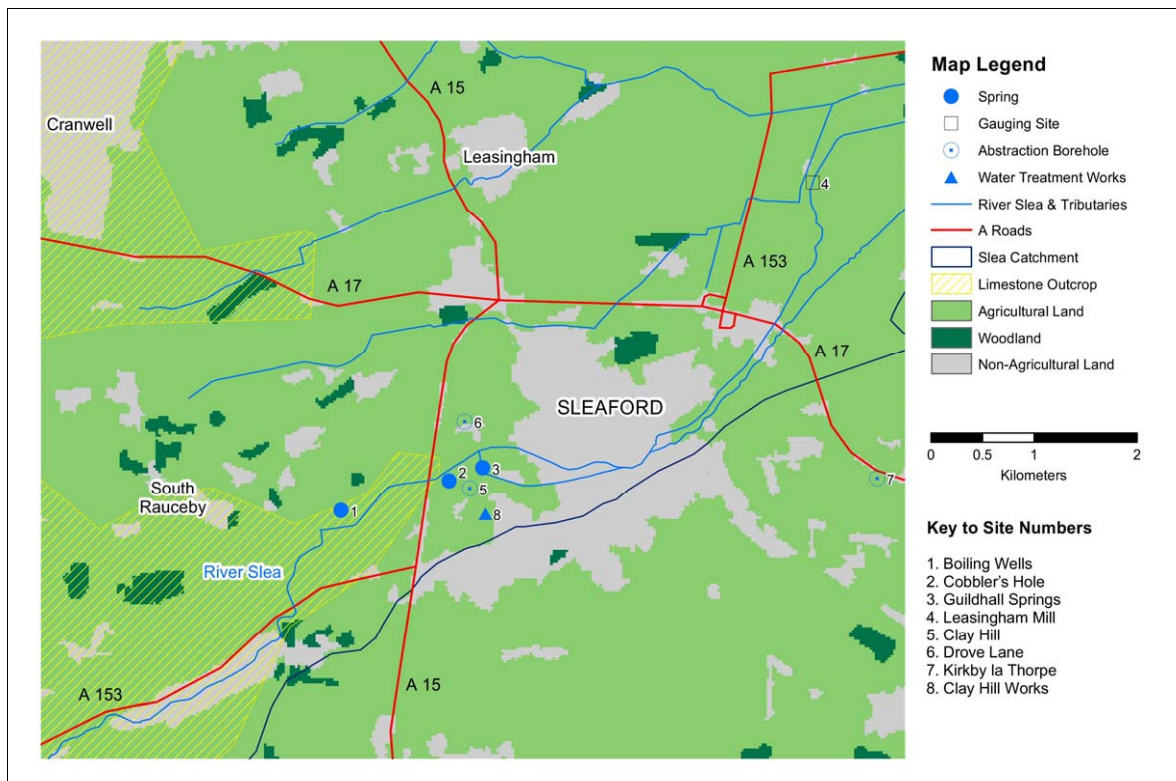 A 15
Cranwell
Leasingham
4
A 153
A 17
A 17
SLEAFORD
6
2
3
5
7
South
Rauceby
1
8
River Slea
A 153
A 15
Map Legend
Spring
Gauging Site
Abstraction Borehole
Water Treatment Works
River Slea & Tributaries
A Roads
Slea Catchment
Limestone Outcrop
Agricultural Land
Woodland
Non-Agricultural Land
0 0.5 1 2
Kilometers
Key to Site Numbers
1. Boiling Wells
2. Cobbler's Hole
3. Guildhall Springs
4. Leasingham Mill
5. Clay Hill
6. Drove Lane
7. Kirkby la Thorpe
8. Clay Hill Works